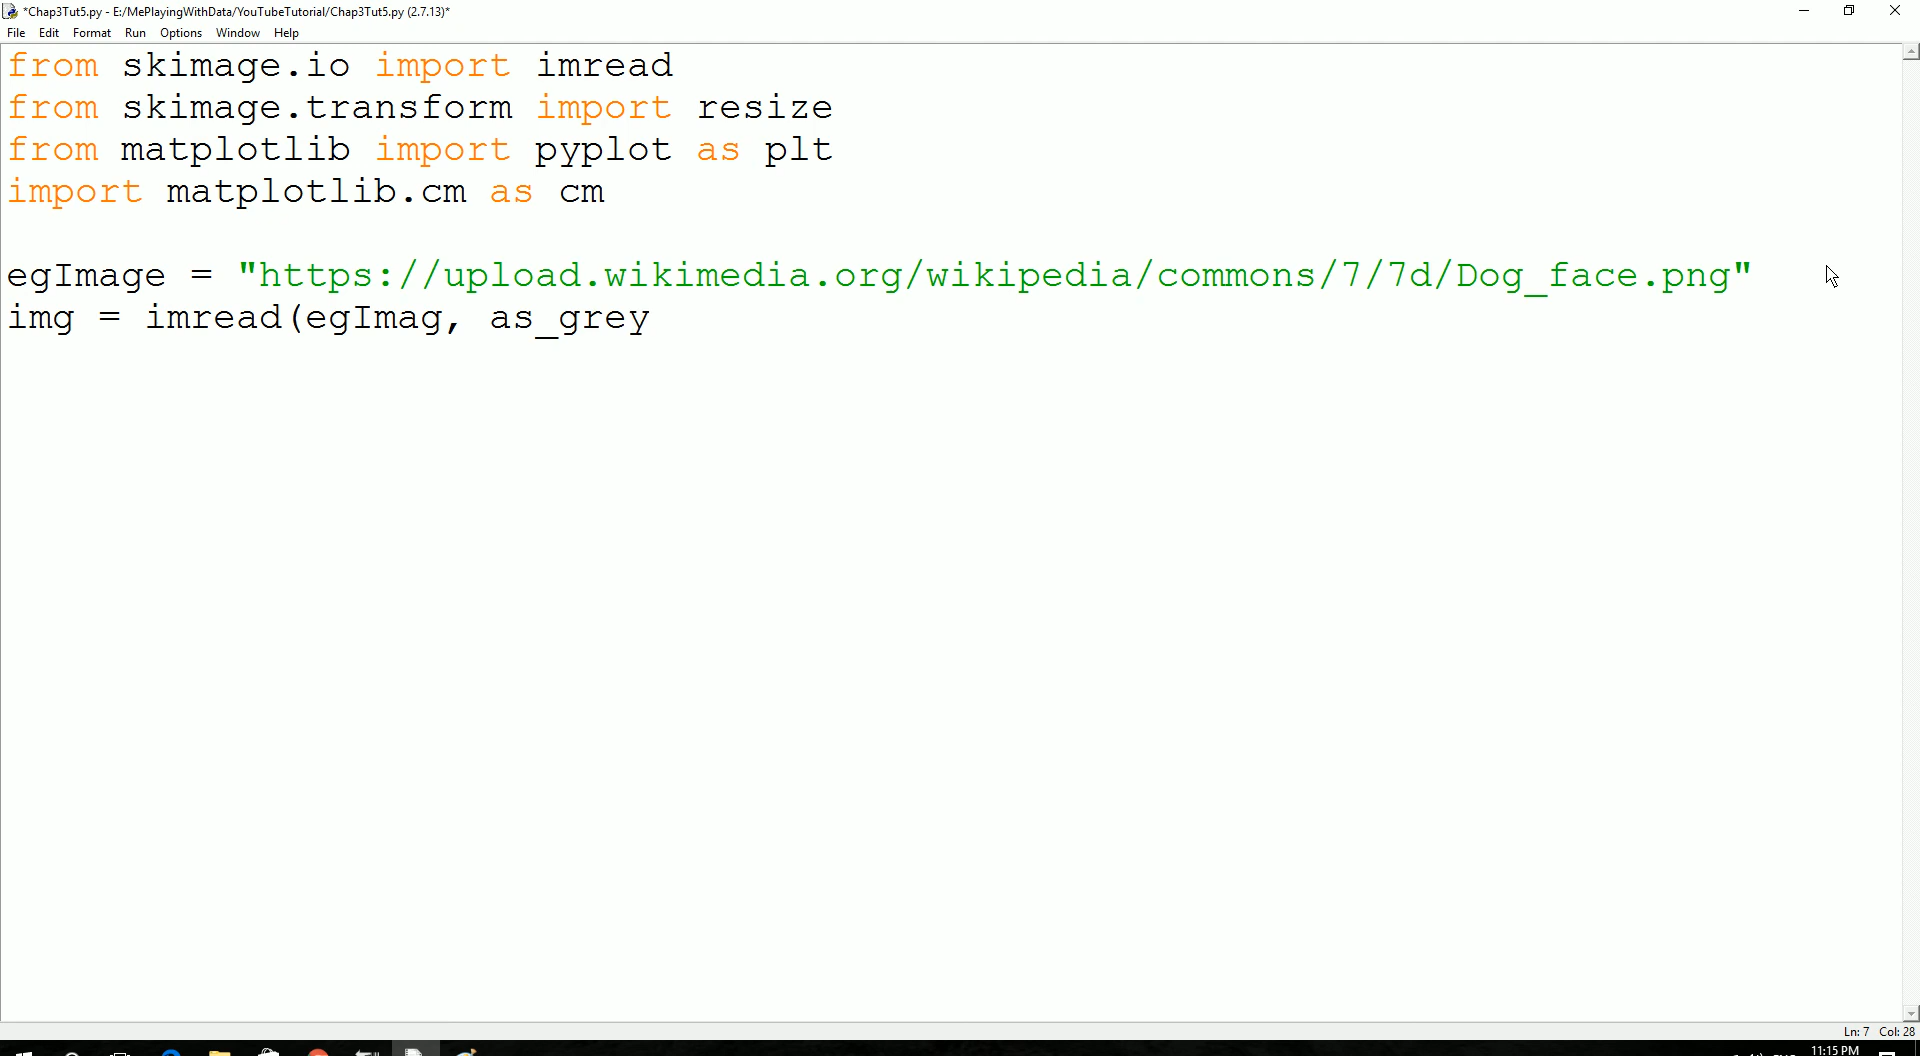 *Chap3Tut5.py - E:/MePlayingWithData/YouTubeTutorial/Chap3Tut5.py (2.7.13)*
File Edit Format Run Options Window Help
from skimage.io import imread
from skimage.transform import resize
from matplotlib import pyplot as plt
import matplotlib.cm as cm
egImage = "https://upload.wikimedia.org/wikipedia/commons/7/7d/Dog_face.png"
img = imread(egImag, as_grey
Ln: 7 Col: 28
11:15 PM